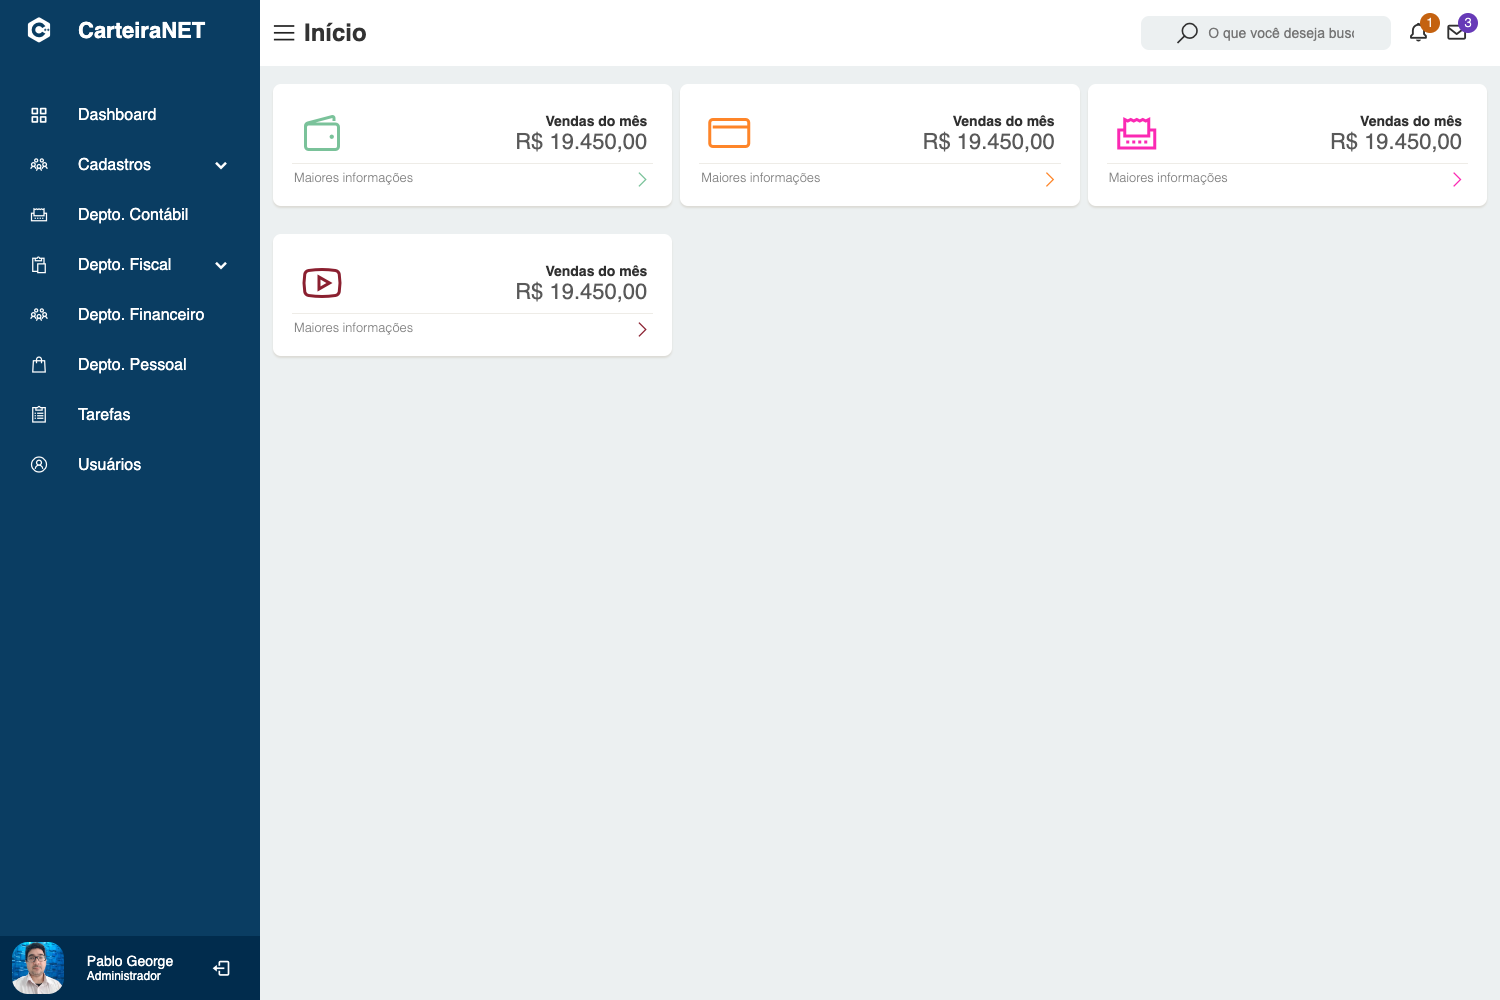 CarteiraNET
Dashboard
Cadastros
Depto. Contábil
Depto. Fiscal
Depto. Financeiro
Depto. Pessoal
Tarefas
Usuários
Pablo George
Administrador
Início
O que você deseja busc
1
3
Vendas do mês
R$ 19.450,00
Maiores informações
Vendas do mês
R$ 19.450,00
Maiores informações
Vendas do mês
R$ 19.450,00
Maiores informações
Vendas do mês
R$ 19.450,00
Maiores informações